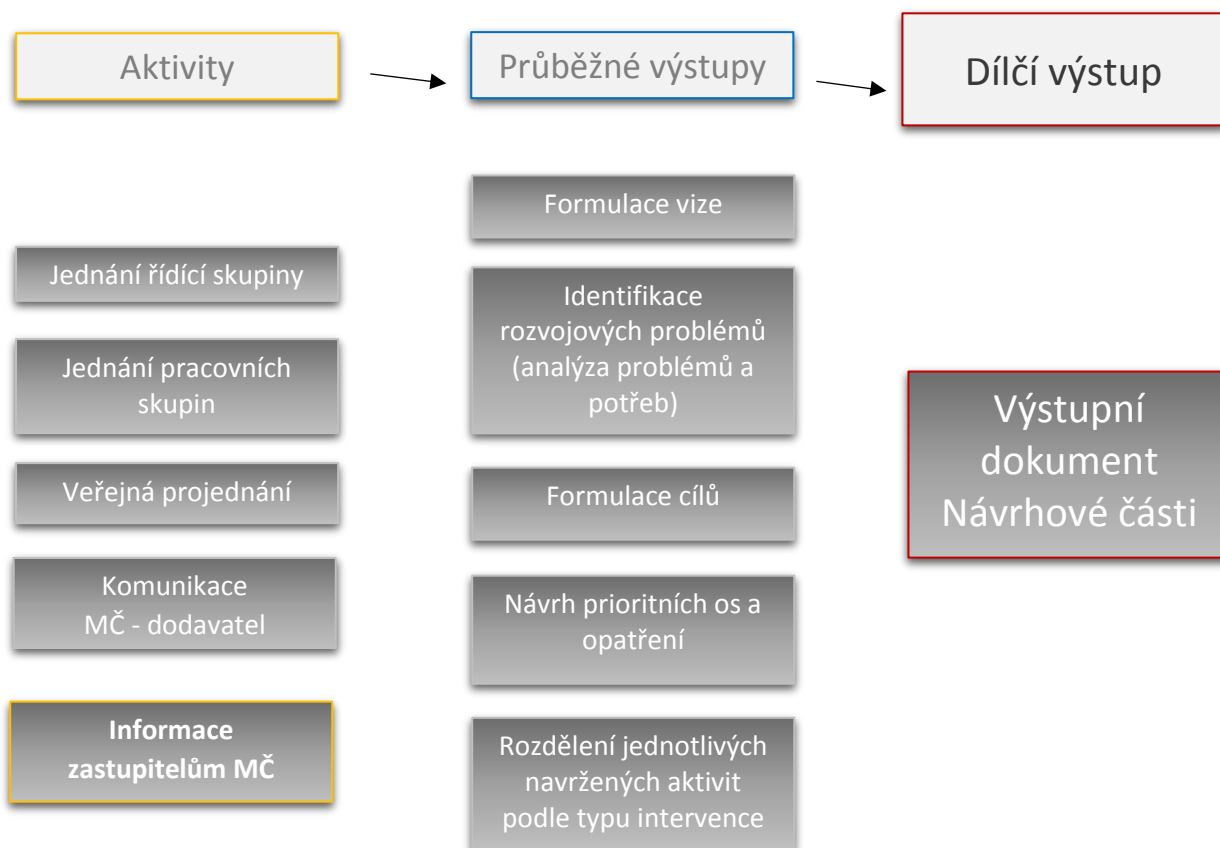 Aktivity
Průběžné výstupy
Dílčí výstup
Jednání řídící skupiny
Jednání pracovních
skupin
Veřejná projednání
Komunikace
MČ - dodavatel
Informace
zastupitelům MČ
Formulace vize
Identifikace
rozvojových problémů
(analýza problémů a
potřeb)
Formulace cílů
Návrh prioritních os a
opatření
Rozdělení jednotlivých
navržených aktivit
podle typu intervence
Výstupní
dokument
Návrhové části